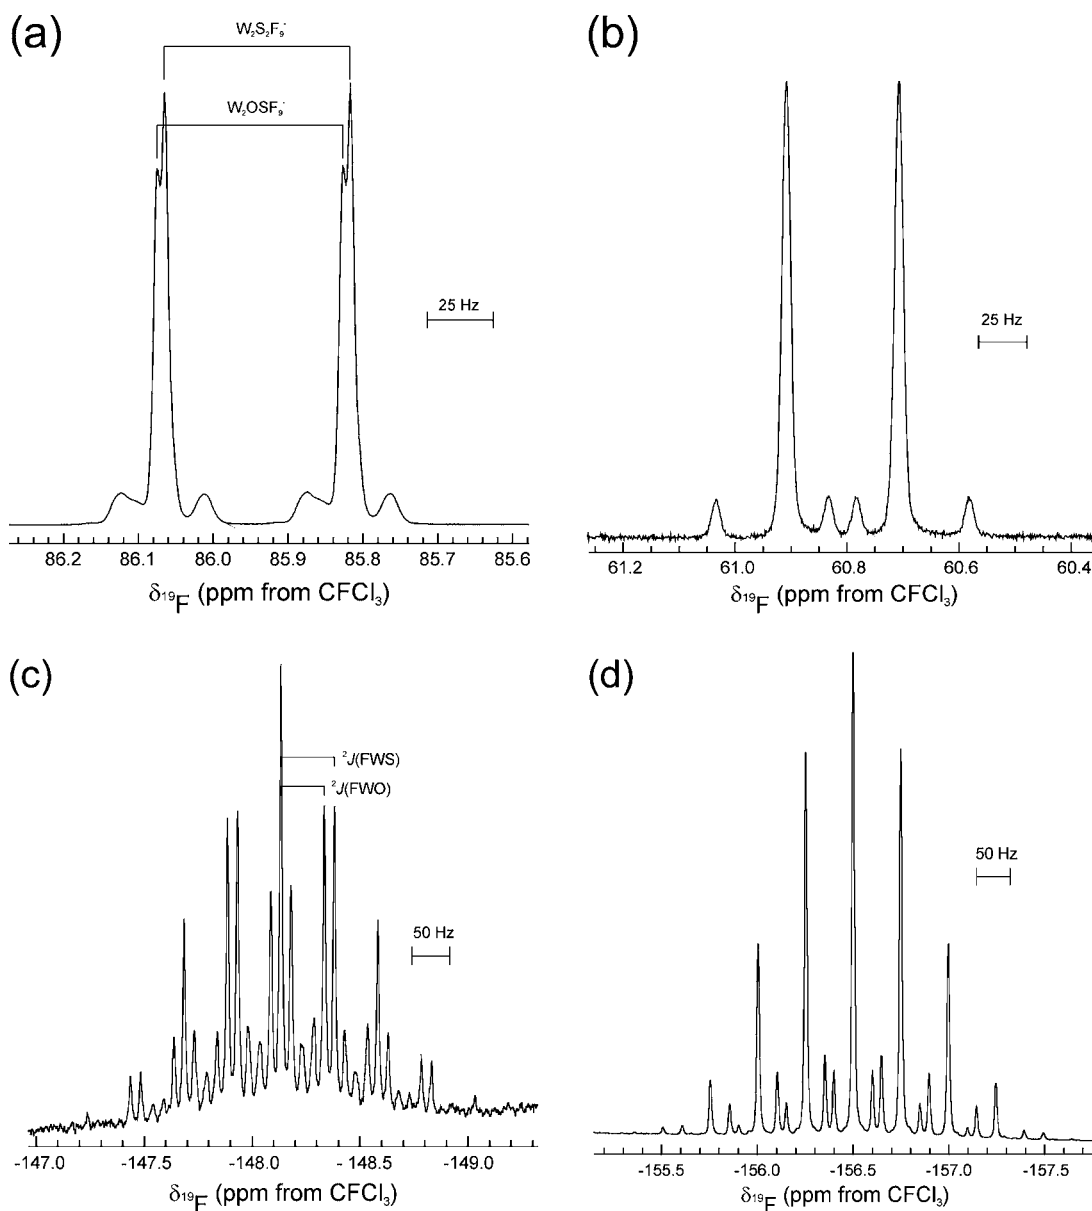 (a)
W₂S₂F₉⁻
W₂OSF₉⁻
25 Hz
86.2 86.1 86.0 85.9 85.8 85.7 85.6
δ¹⁹F (ppm from CFCl₃)
(b)
25 Hz
61.2 61.0 60.8 60.6 60.4
δ¹⁹F (ppm from CFCl₃)
(c)
²J(FWS)
²J(FWO)
50 Hz
-147.0 -147.5 -148.0 -148.5 -149.0
δ¹⁹F (ppm from CFCl₃)
(d)
50 Hz
-155.5 -156.0 -156.5 -157.0 -157.5
δ¹⁹F (ppm from CFCl₃)